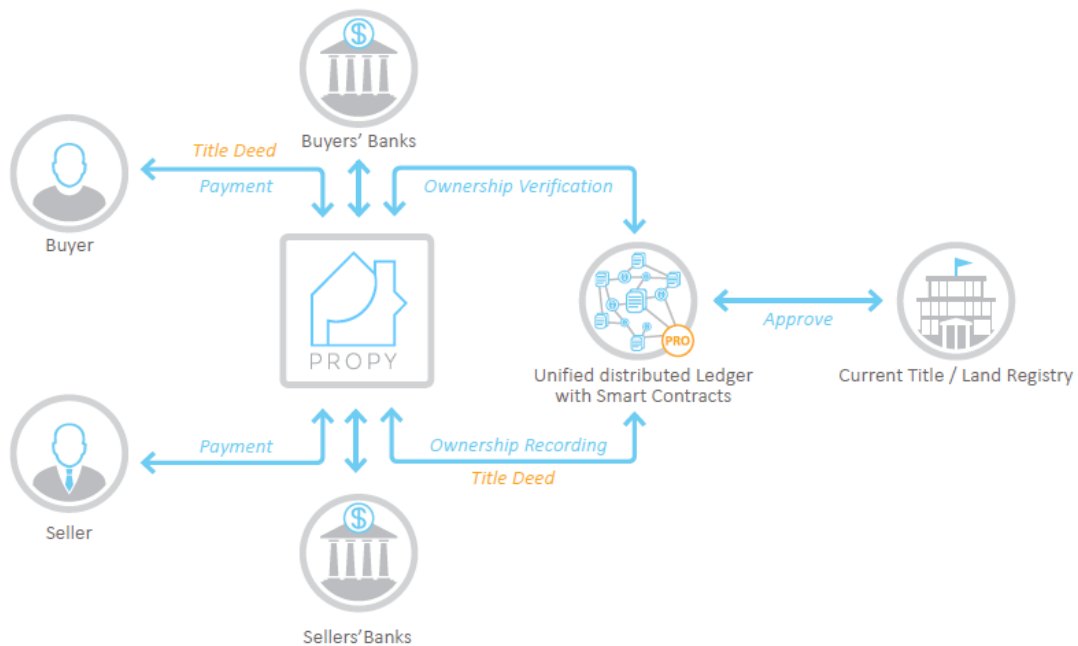 $
Buyers' Banks
Title Deed
Payment
Ownership Verification
Buyer
PROPY
PRO
Approve
Unified distributed Ledger
with Smart Contracts
Current Title / Land Registry
Payment
Ownership Recording
Title Deed
Seller
$
Sellers'Banks